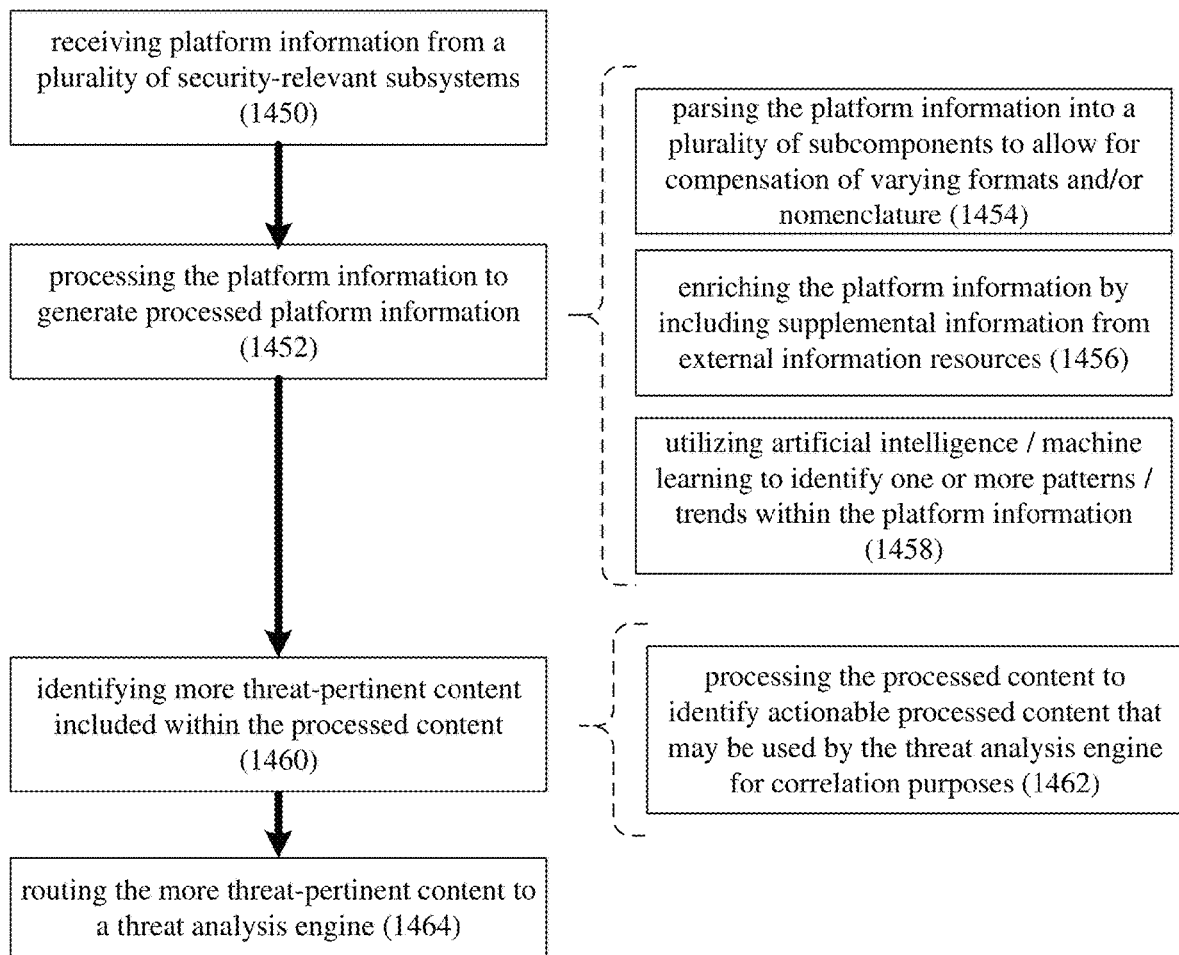 receiving platform information from a
plurality of security-relevant subsystems
(1450)
processing the platform information to
generate processed platform information
(1452)
parsing the platform information into a
plurality of subcomponents to allow for
compensation of varying formats and/or
nomenclature (1454)
enriching the platform information by
including supplemental information from
external information resources (1456)
utilizing artificial intelligence / machine
learning to identify one or more patterns /
trends within the platform information
(1458)
identifying more threat-pertinent content
included within the processed content
(1460)
processing the processed content to
identify actionable processed content that
may be used by the threat analysis engine
for correlation purposes (1462)
routing the more threat-pertinent content to
a threat analysis engine (1464)